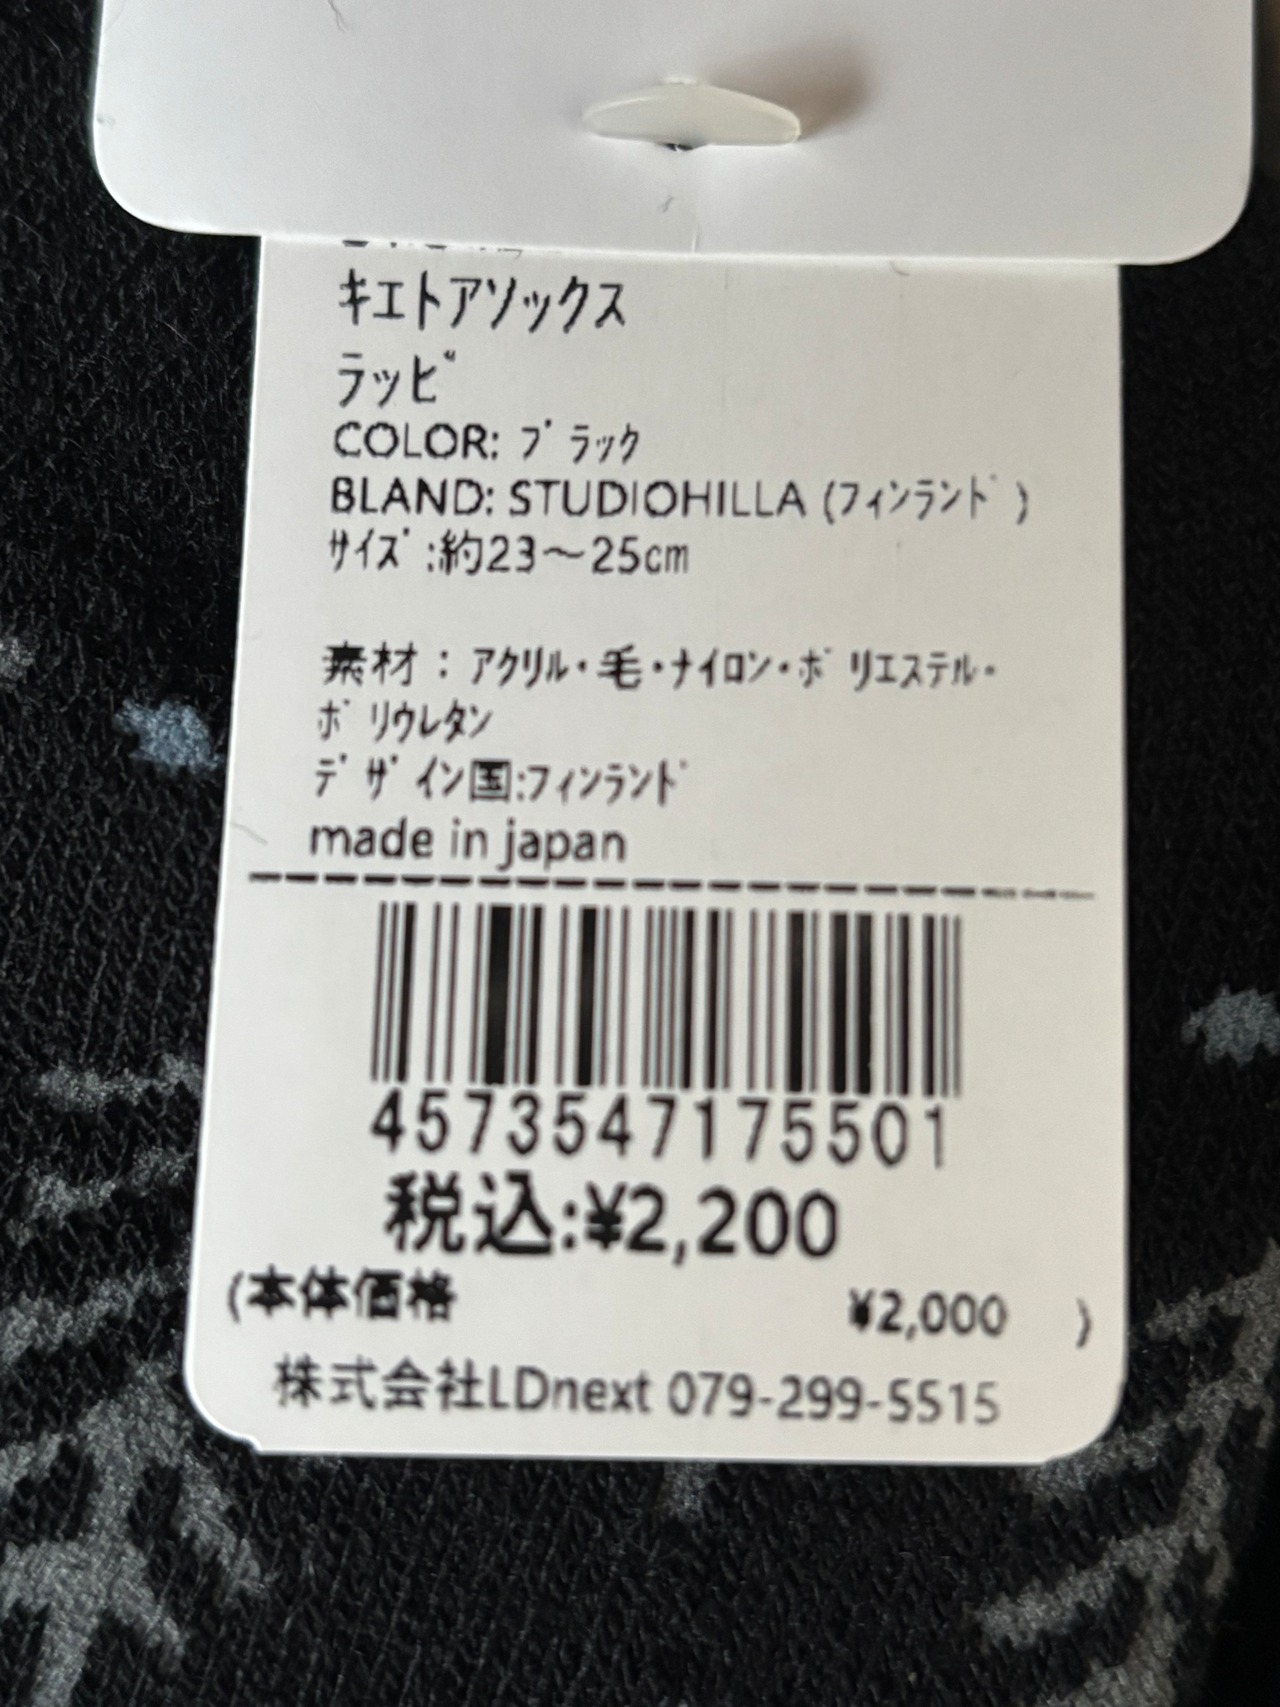 キエトアソックス
ラッピﾞ
COLOR: ブラック
BLAND: STUDIOHILLA (フィンランド)
サイズ:約23～25cm
素材：アクリル・毛・ナイロン・ポリエステル・
ポリウレタン
デザイン国:フィンランド
made in japan
4573547175501
税込:¥2,200
(本体価格 ¥2,000 )
株式会社LDnext 079-299-5515